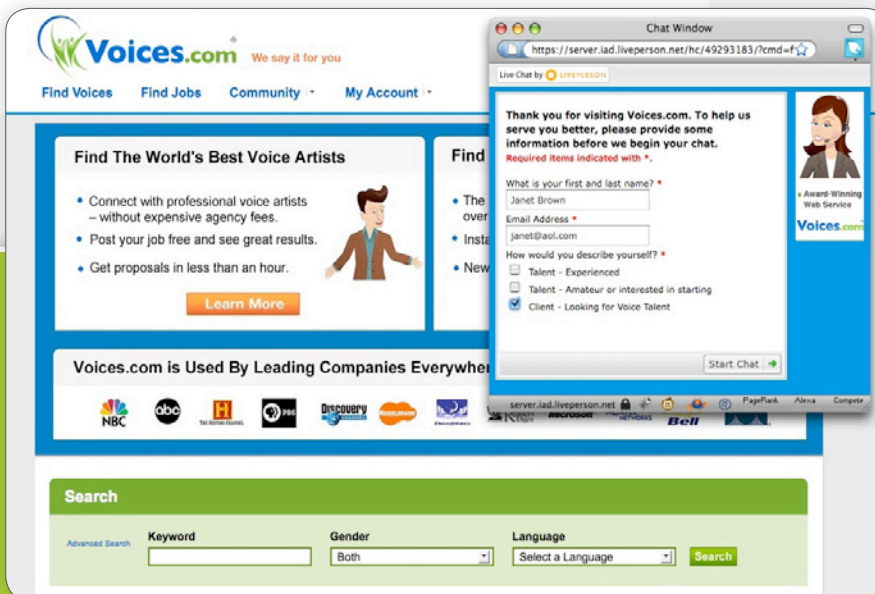 Voices.com®
We say it for you
Find Voices
Find Jobs
Community
My Account
Find The World's Best Voice Artists
• Connect with professional voice artists
– without expensive agency fees.
• Post your job free and see great results.
• Get proposals in less than an hour.
Learn More
Find
• The
over
• Insta
• New
Voices.com is Used By Leading Companies Everywher
NBC
abc
THE HISTORY CHANNEL
PBS
Discovery
CHANNEL
NICKELODEON
Microsoft
NETWORKS
Bell
Search
Advanced Search
Keyword
Gender
Both
Language
Select a Language
Search
Chat Window
https://server.iad.liveperson.net/hc/49293183/?cmd=f
Live Chat by LIVEPERSON
Thank you for visiting Voices.com. To help us
serve you better, please provide some
information before we begin your chat.
Required items indicated with *.
What is your first and last name? *
Janet Brown
Email Address *
janet@aol.com
How would you describe yourself? *
Talent - Experienced
Talent - Amateur or interested in starting
Client - Looking for Voice Talent
Start Chat
Award-Winning
Web Service
Voices.com
server.iad.liveperson.net
PageRank
Alexa
Compete